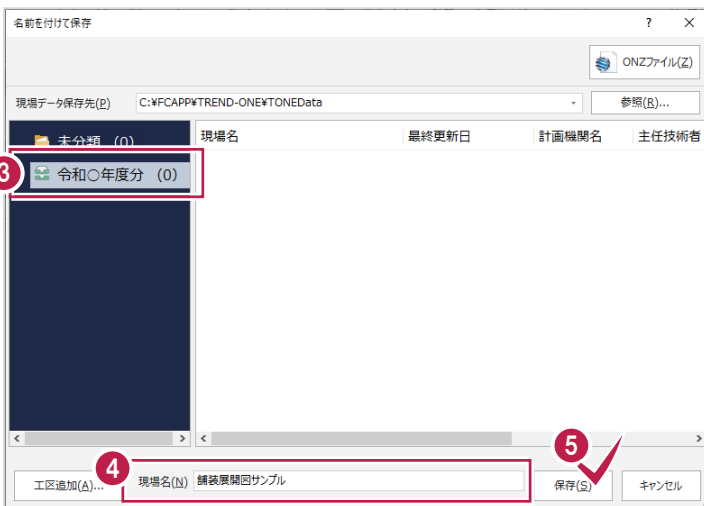 名前を付けて保存 ? ×
ONZファイル(Z)
現場データ保存先(P) C:¥FCAPP¥TREND-ONE¥TONEData 参照(R)...
未分類 (0) 現場名 最終更新日 計画機関名 主任技術者
3 令和○年度分 (0)
5
4
工区追加(A)... 現場名(N) 舗装展開図サンプル 保存(S) キャンセル